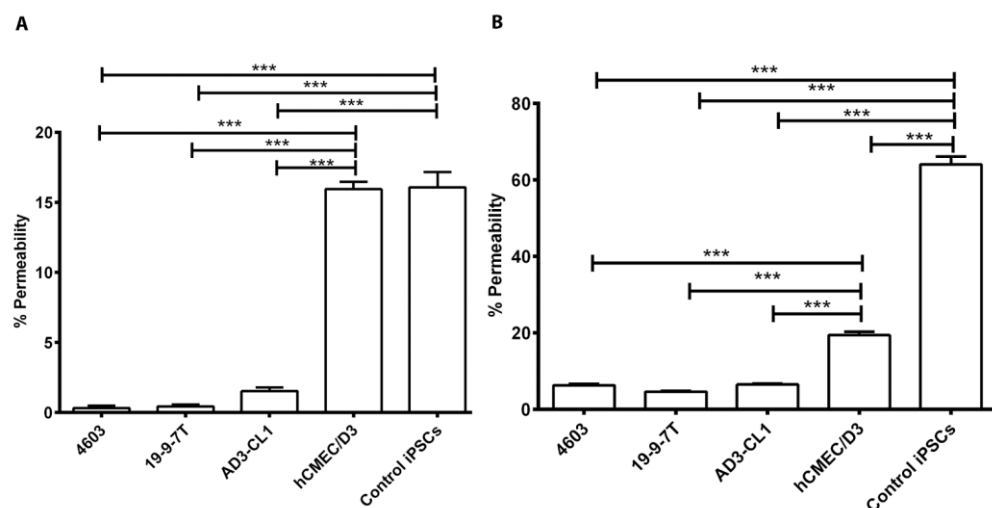 A
***
***
***
***
***
***
% Permeability
20
15
10
5
0
4603
19-9-7T
AD3-CL1
hCMEC/D3
Control iPSCs
B
***
***
***
***
***
***
***
% Permeability
80
60
40
20
0
4603
19-9-7T
AD3-CL1
hCMEC/D3
Control iPSCs